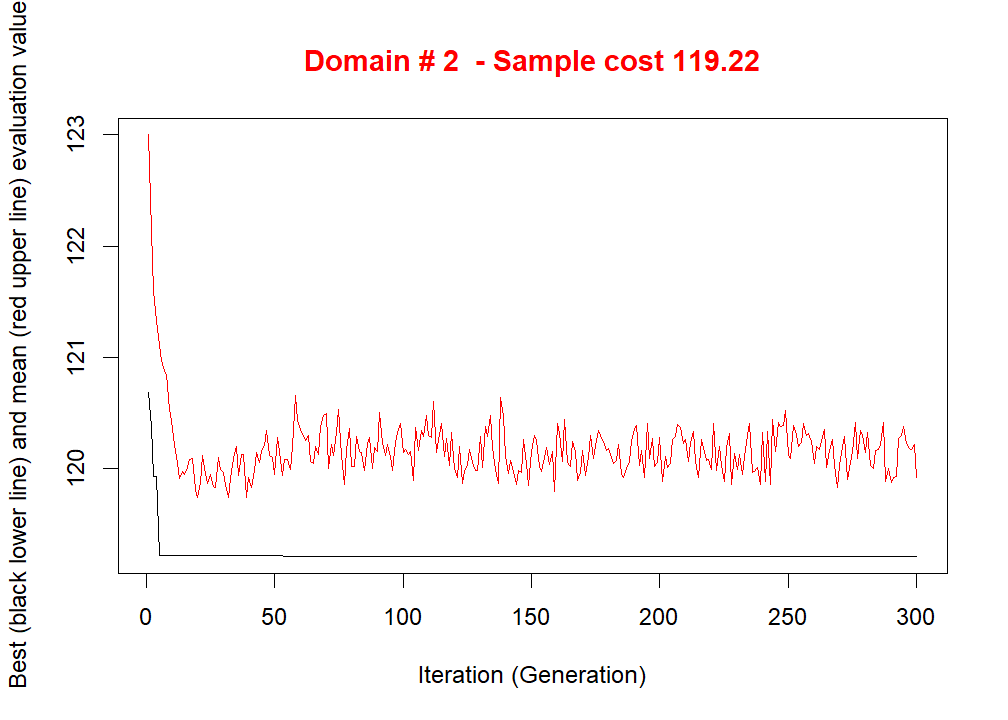 Domain # 2  - Sample cost 119.22
Best (black lower line) and mean (red upper line) evaluation value
123
122
121
120
0 50 100 150 200 250 300
Iteration (Generation)